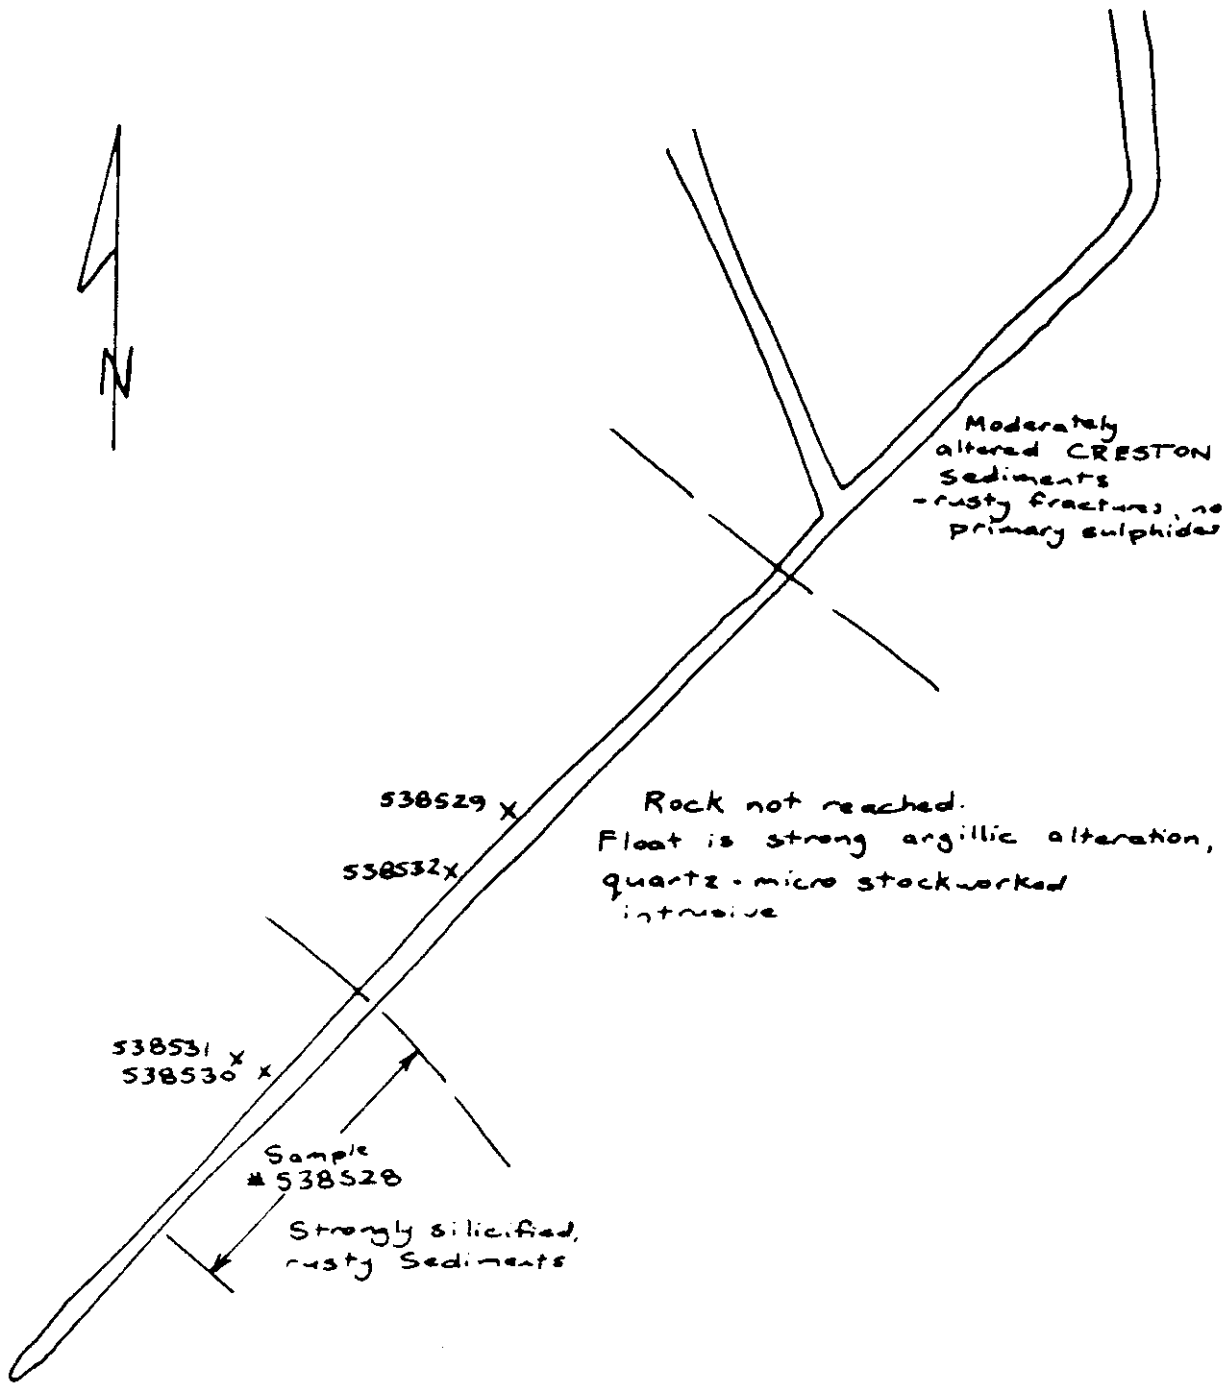 N
Moderately
altered CRESTON
Sediments
- rusty fractures, no
primary sulphides
538529 x
538532 x
Rock not reached.
Float is strong argillic alteration,
quartz - micro stockworked
intrusive
538531 x
538530 x
Sample
# 538528
Strongly silicified,
rusty Sediments